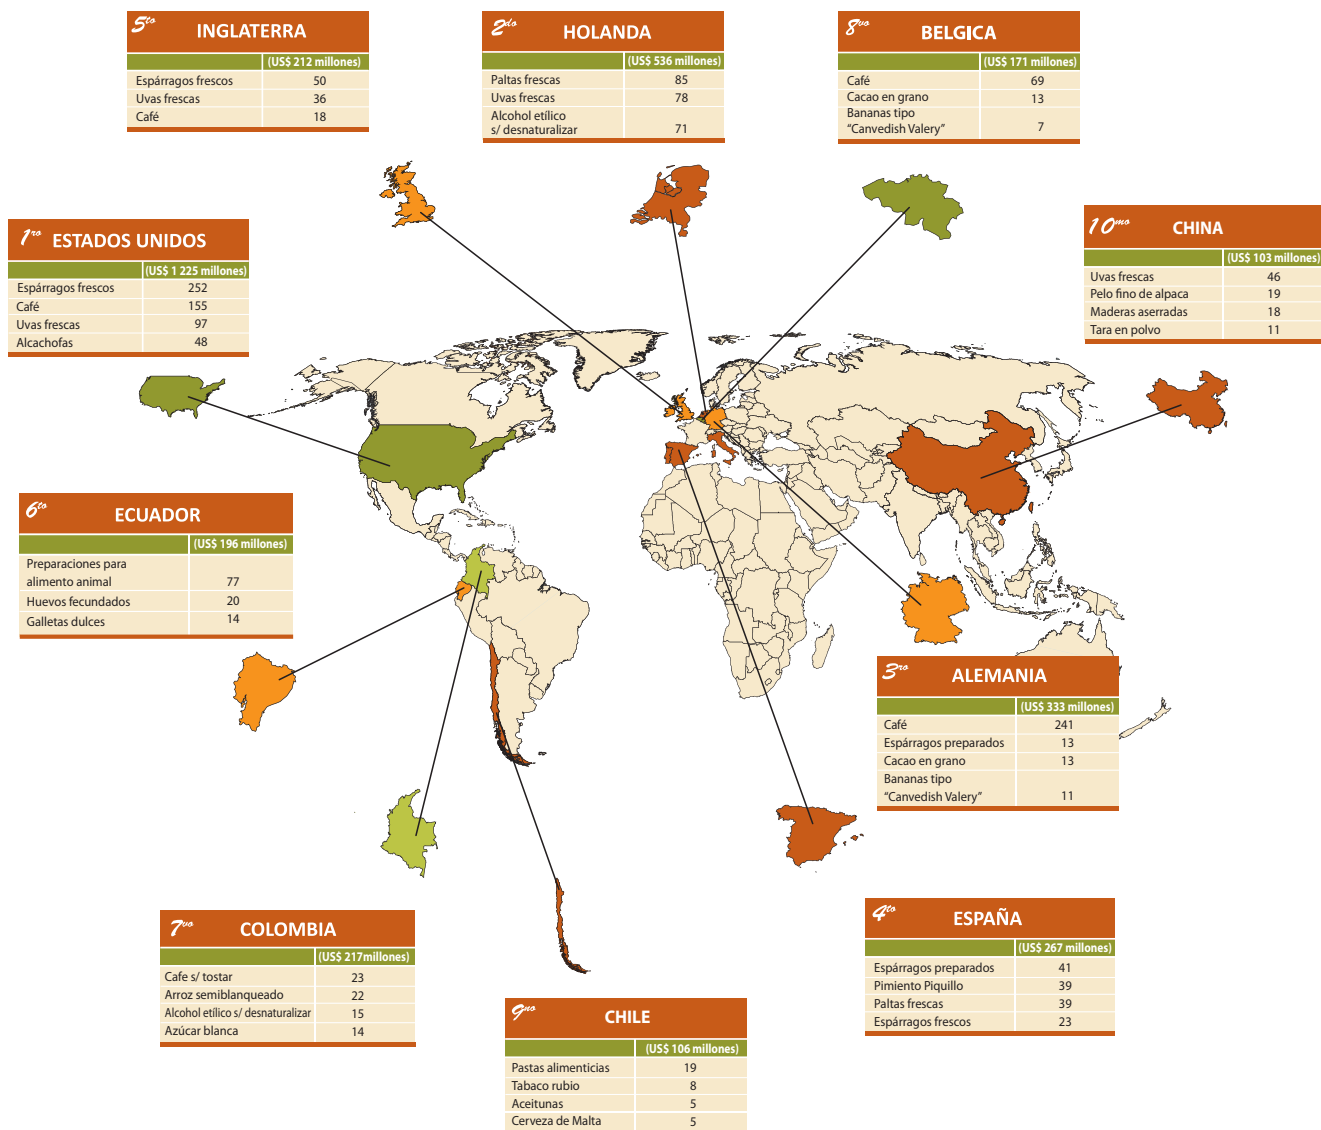 5to INGLATERRA
(US$ 212 millones)
Espárragos frescos 50
Uvas frescas 36
Café 18
2do HOLANDA
(US$ 536 millones)
Paltas frescas 85
Uvas frescas 78
Alcohol etílico
s/ desnaturalizar 71
8vo BELGICA
(US$ 171 millones)
Café 69
Cacao en grano 13
Bananas tipo
“Canvedish Valery” 7
1ro ESTADOS UNIDOS
(US$ 1 225 millones)
Espárragos frescos 252
Café 155
Uvas frescas 97
Alcachofas 48
10mo CHINA
(US$ 103 millones)
Uvas frescas 46
Pelo fino de alpaca 19
Maderas aserradas 18
Tara en polvo 11
6to ECUADOR
(US$ 196 millones)
Preparaciones para
alimento animal 77
Huevos fecundados 20
Galletas dulces 14
3ro ALEMANIA
(US$ 333 millones)
Café 241
Espárragos preparados 13
Cacao en grano 13
Bananas tipo
“Canvedish Valery” 11
7vo COLOMBIA
(US$ 217millones)
Cafe s/ tostar 23
Arroz semiblanqueado 22
Alcohol etílico s/ desnaturalizar 15
Azúcar blanca 14
4to ESPAÑA
(US$ 267 millones)
Espárragos preparados 41
Pimiento Piquillo 39
Paltas frescas 39
Espárragos frescos 23
9no CHILE
(US$ 106 millones)
Pastas alimenticias 19
Tabaco rubio 8
Aceitunas 5
Cerveza de Malta 5